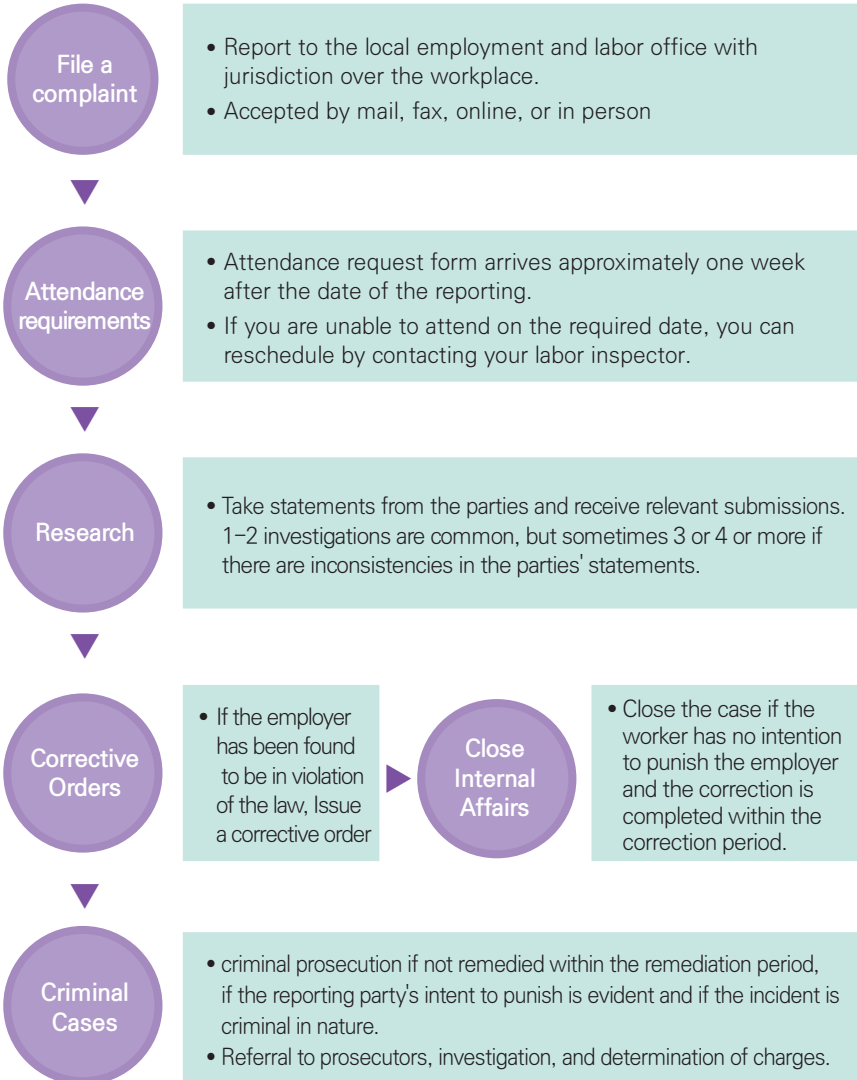 File a
complaint
• Report to the local employment and labor office with
jurisdiction over the workplace.
• Accepted by mail, fax, online, or in person
Attendance
requirements
• Attendance request form arrives approximately one week
after the date of the reporting.
• If you are unable to attend on the required date, you can
reschedule by contacting your labor inspector.
Research
• Take statements from the parties and receive relevant submissions.
1-2 investigations are common, but sometimes 3 or 4 or more if
there are inconsistencies in the parties' statements.
Corrective
Orders
• If the employer
has been found
to be in violation
of the law, Issue
a corrective order
Close
Internal
Affairs
• Close the case if the
worker has no intention
to punish the employer
and the correction is
completed within the
correction period.
Criminal
Cases
• criminal prosecution if not remedied within the remediation period,
if the reporting party's intent to punish is evident and if the incident is
criminal in nature.
• Referral to prosecutors, investigation, and determination of charges.